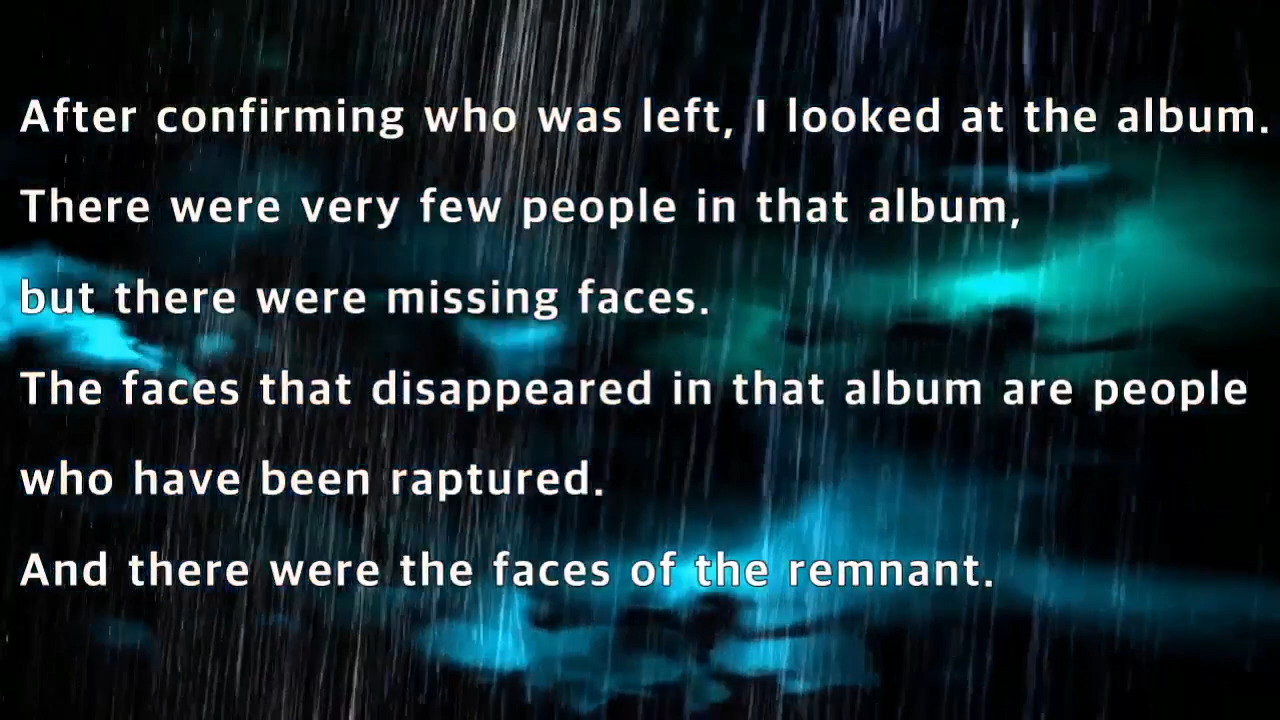 After confirming who was left, I looked at the album.
There were very few people in that album,
but there were missing faces.
The faces that disappeared in that album are people
who have been raptured.
And there were the faces of the remnant.